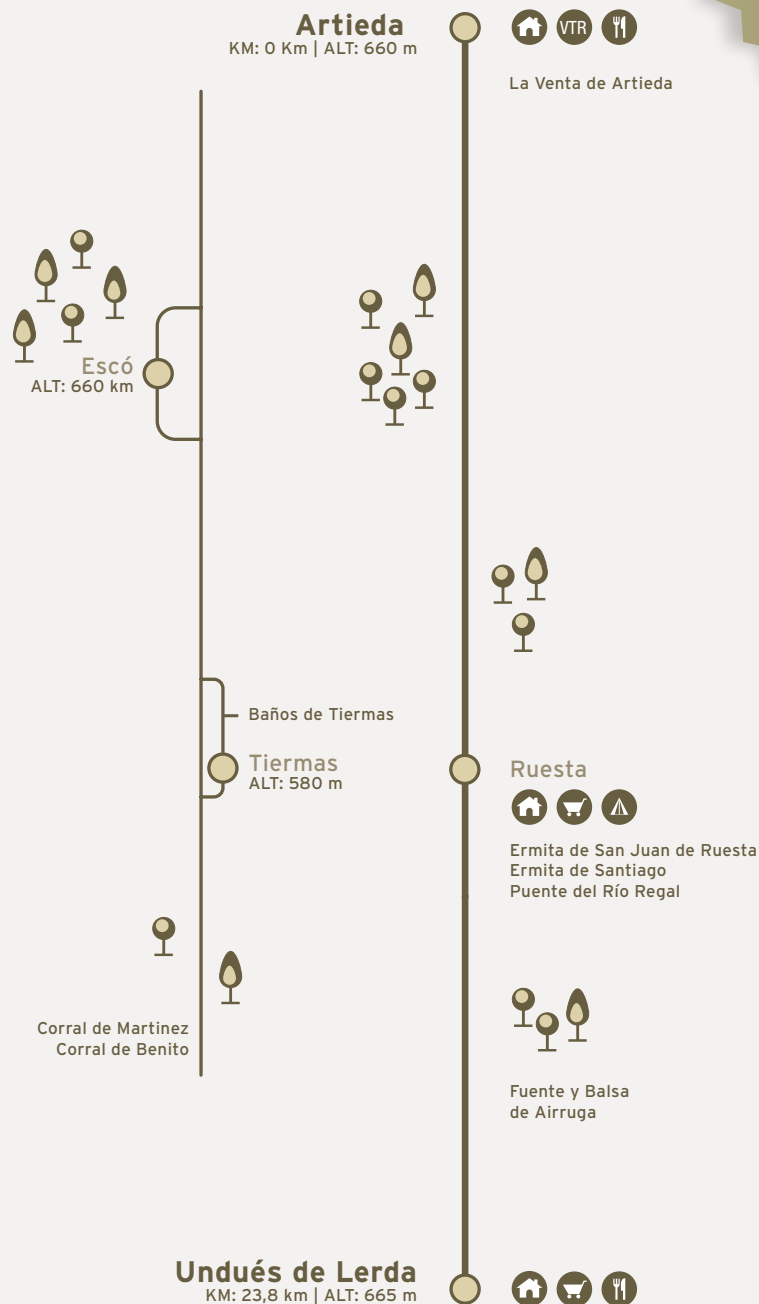 Artieda
KM: 0 Km | ALT: 660 m
VTR
La Venta de Artieda
Escó
ALT: 660 km
Baños de Tiermas
Tiermas
ALT: 580 m
Ruesta
Ermita de San Juan de Ruesta
Ermita de Santiago
Puente del Río Regal
Corral de Martinez
Corral de Benito
Fuente y Balsa
de Airruga
Undués de Lerda
KM: 23,8 km | ALT: 665 m